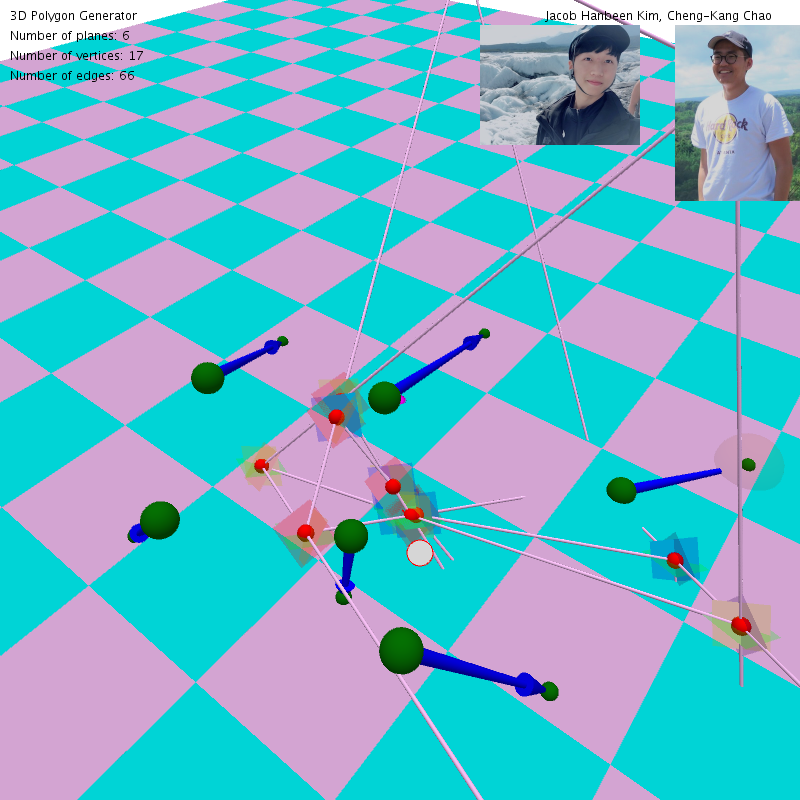 3D Polygon Generator
Jacob Hanbeen Kim, Cheng-Kang Chao
Number of planes: 6
Number of vertices: 17
Number of edges: 66